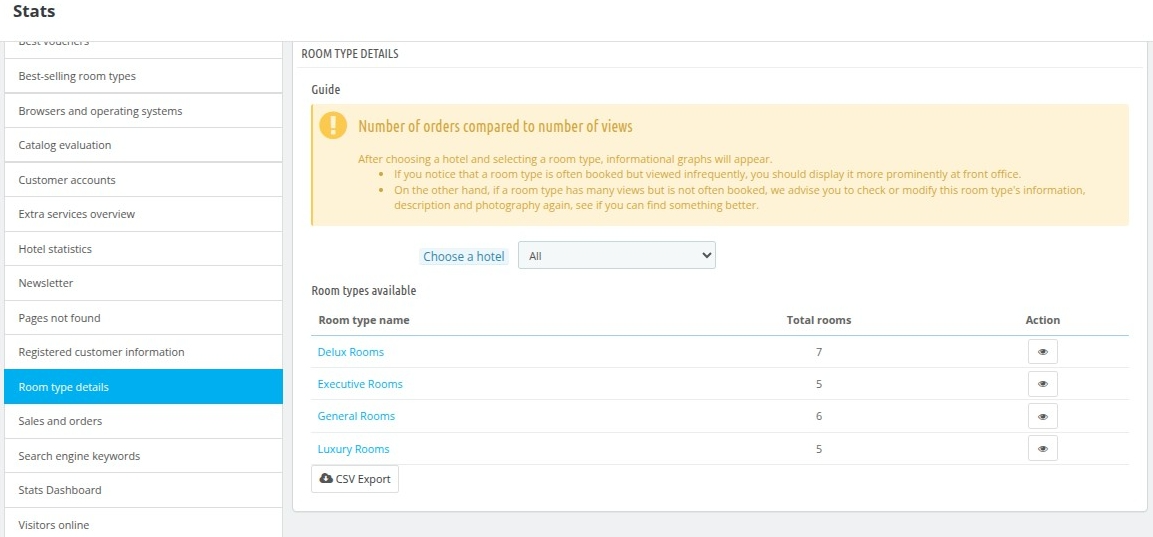 Stats
Best vouchers
Best-selling room types
Browsers and operating systems
Catalog evaluation
Customer accounts
Extra services overview
Hotel statistics
Newsletter
Pages not found
Registered customer information
Room type details
Sales and orders
Search engine keywords
Stats Dashboard
Visitors online
ROOM TYPE DETAILS
Guide
Number of orders compared to number of views
After choosing a hotel and selecting a room type, informational graphs will appear.
If you notice that a room type is often booked but viewed infrequently, you should display it more prominently at front office.
On the other hand, if a room type has many views but is not often booked, we advise you to check or modify this room type's information,
description and photography again, see if you can find something better.
Choose a hotel All
Room types available
Room type name Total rooms Action
Delux Rooms 7
Executive Rooms 5
General Rooms 6
Luxury Rooms 5
CSV Export